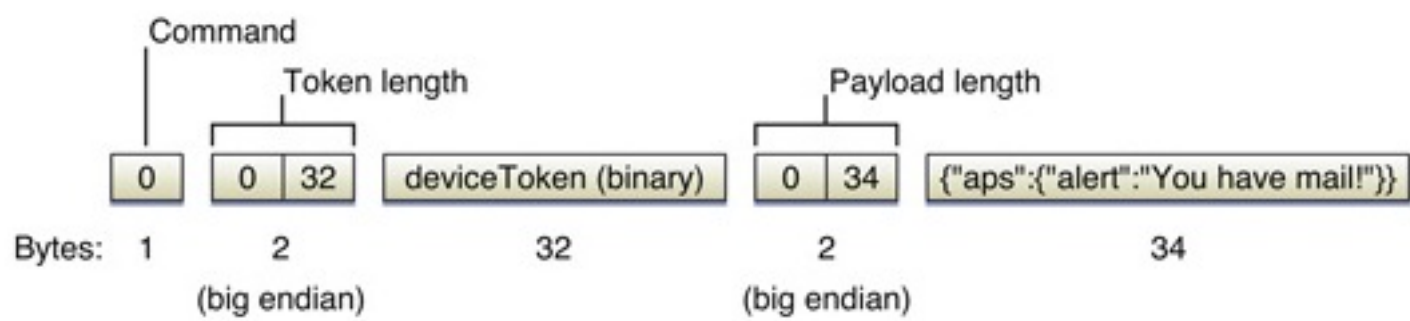 Command
Token length
Payload length
0 0 32 deviceToken (binary) 0 34 {"aps":{"alert":"You have mail!"}}
Bytes: 1 2 32 2 34
(big endian) (big endian)